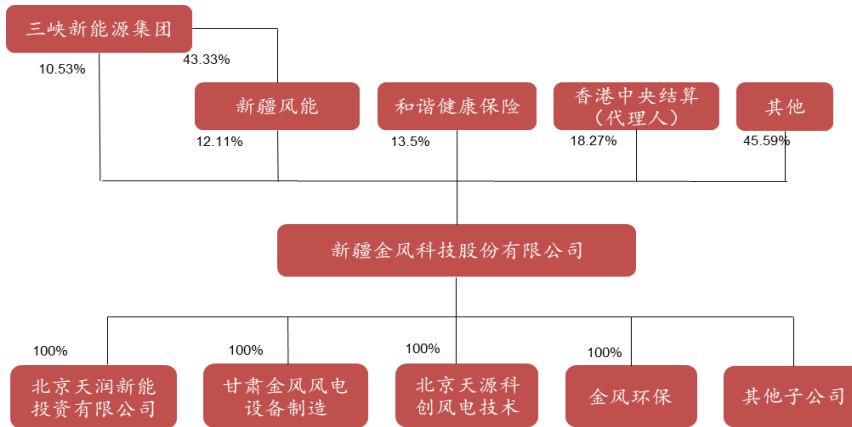 三峡新能源集团
10.53%
43.33%
新疆风能
和谐健康保险
香港中央结算
（代理人）
其他
12.11%
13.5%
18.27%
45.59%
新疆金风科技股份有限公司
100%
100%
100%
100%
北京天润新能
投资有限公司
甘肃金风风电
设备制造
北京天源科
创风电技术
金风环保
其他子公司